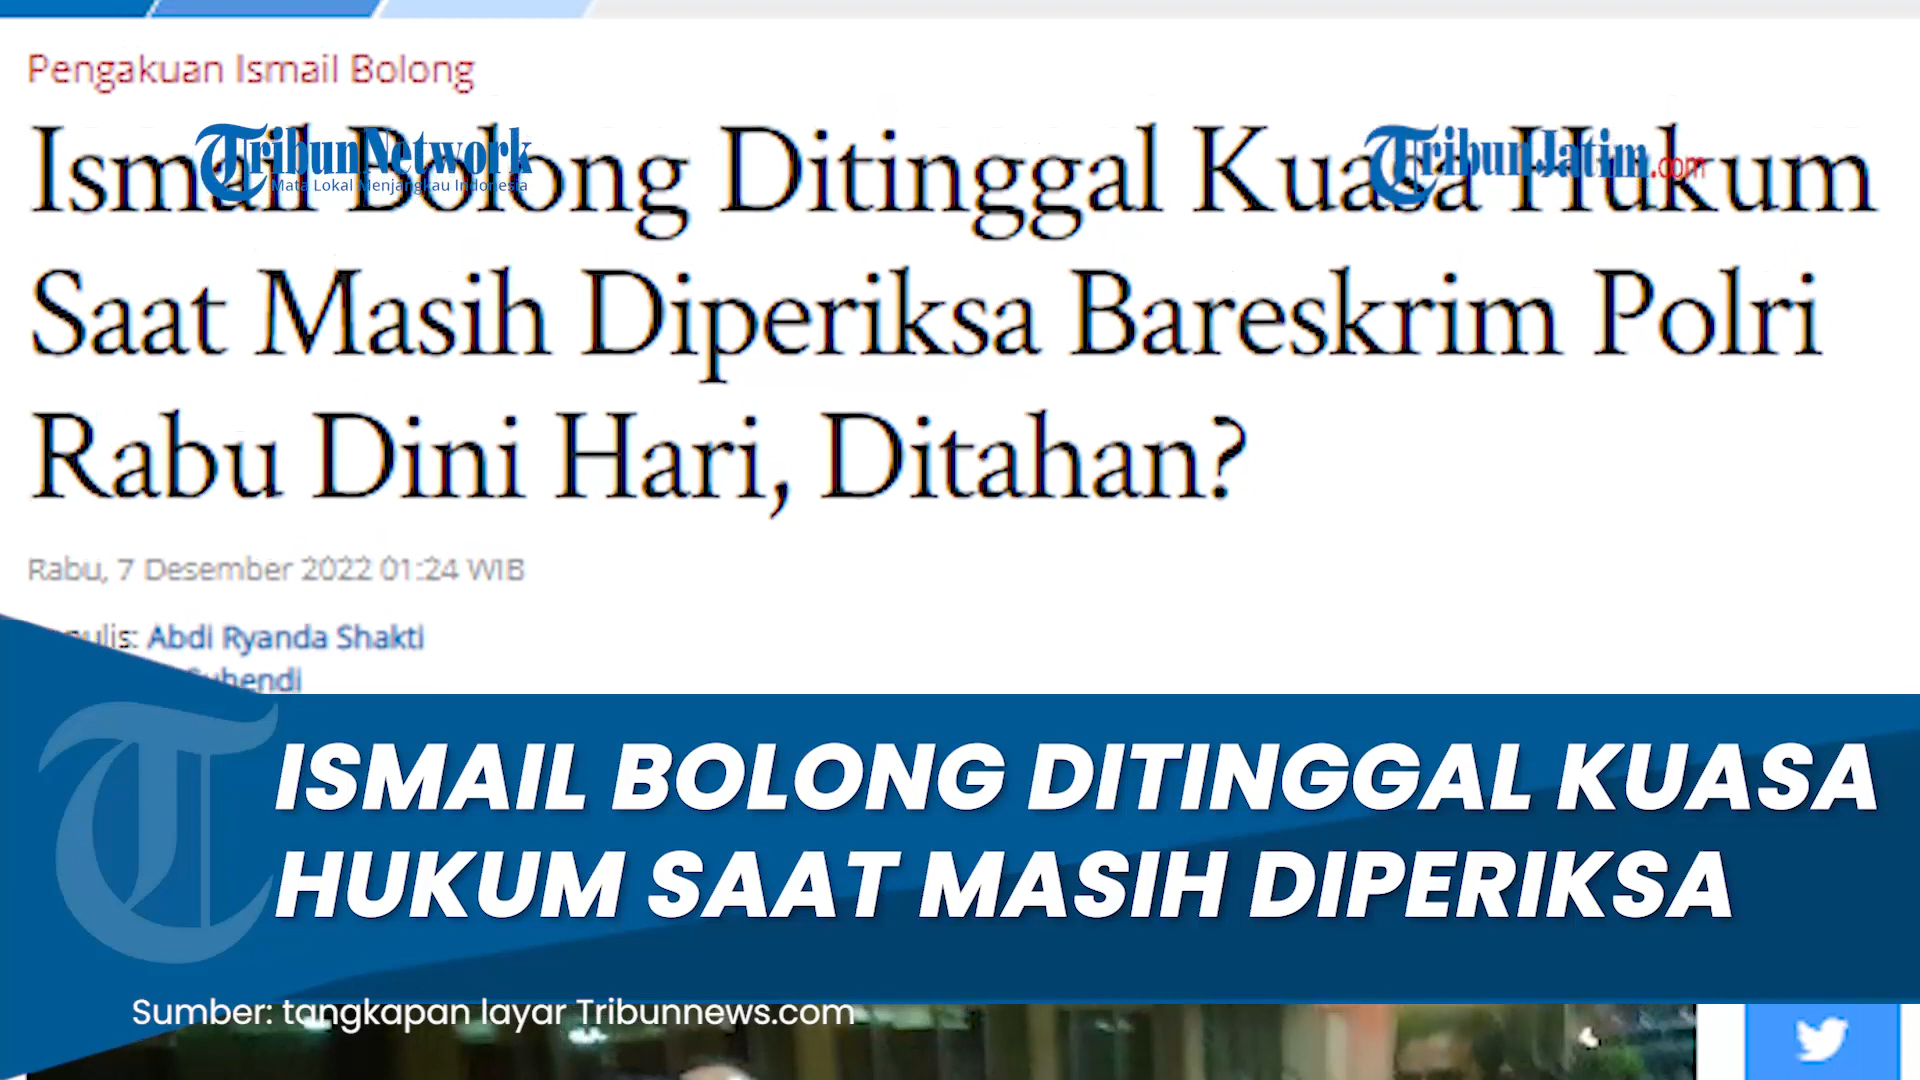 Pengakuan Ismail Bolong
Ismail Bolong Ditinggal Kuasa Hukum
TribunNetwork
Mata Lokal Menjangkau Indonesia
TribunJatim.com
Saat Masih Diperiksa Bareskrim Polri
Rabu Dini Hari, Ditahan?
Rabu, 7 Desember 2022 01:24 WIB
Abdi Ryanda Shakti
ISMAIL BOLONG DITINGGAL KUASA
HUKUM SAAT MASIH DIPERIKSA
Sumber: tangkapan layar Tribunnews.com